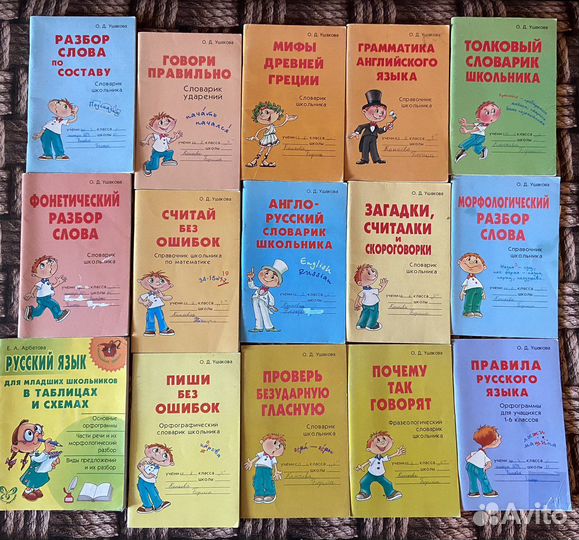 О. Д. Ушакова
РАЗБОР
СЛОВА
по
СОСТАВУ
Словарик
школьника
О. Д. Ушакова
ГОВОРИ
ПРАВИЛЬНО
Словарик
ударений
начать
начался!
О. Д. Ушакова
МИФЫ
ДРЕВНЕЙ
ГРЕЦИИ
Словарик
школьника
О. Д. Ушакова
ГРАММАТИКА
АНГЛИЙСКОГО
ЯЗЫКА
Справочник
школьника
О. Д. Ушакова
ТОЛКОВЫЙ
СЛОВАРИК
ШКОЛЬНИКА
О. Д. Ушакова
ФОНЕТИЧЕСКИЙ
РАЗБОР
СЛОВА
Словарик
школьника
О. Д. Ушакова
СЧИТАЙ
БЕЗ
ОШИБОК
Справочник школьника
по математике
О. Д. Ушакова
АНГЛО-
РУССКИЙ
СЛОВАРИК
ШКОЛЬНИКА
English
Russian
О. Д. Ушакова
ЗАГАДКИ,
СЧИТАЛКИ
И
СКОРОГОВОРКИ
О. Д. Ушакова
МОРФОЛОГИЧЕСКИЙ
РАЗБОР
СЛОВА
Справочник
школьника
Е. А. Арбатова
РУССКИЙ ЯЗЫК
ДЛЯ МЛАДШИХ ШКОЛЬНИКОВ
В ТАБЛИЦАХ
И СХЕМАХ
Основные
орфограммы
Части речи и их
морфологический
разбор
Виды предложений
и их разбор
О. Д. Ушакова
ПИШИ
БЕЗ
ОШИБОК
Орфографический
словарик школьника
О. Д. Ушакова
ПРОВЕРЬ
БЕЗУДАРНУЮ
ГЛАСНУЮ
Словарик
школьника
О. Д. Ушакова
ПОЧЕМУ
ТАК
ГОВОРЯТ
Фразеологический
словарик
школьника
О. Д. Ушакова
ПРАВИЛА
РУССКОГО
ЯЗЫКА
Орфограммы
для учащихся
1-6 классов
Avito